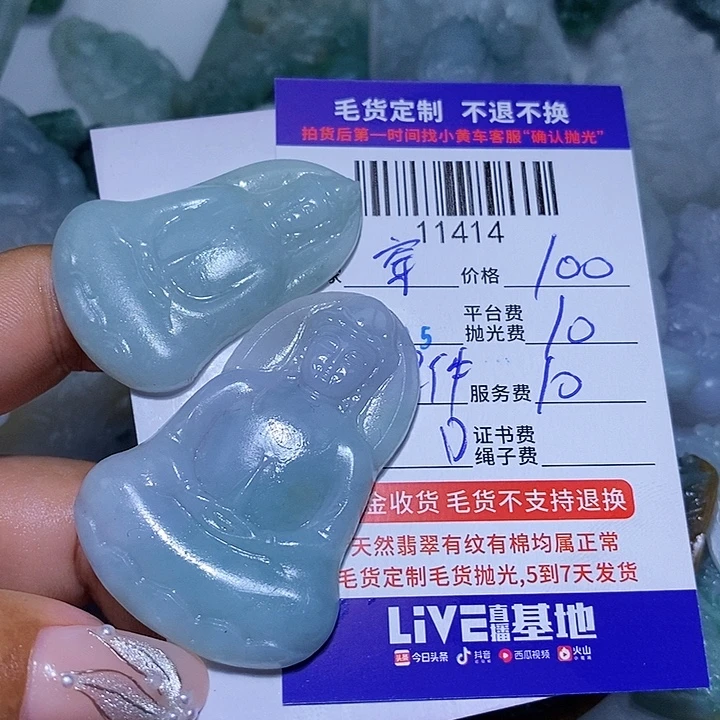 毛货定制 不退不换
拍货后第一时间找小黄车客服“确认抛光”
11414
价格 100
平台费
抛光费 10
5
件 服务费 10
证书费
绳子费
金收货 毛货不支持退换
天然翡翠有纹有棉均属正常
毛货定制毛货抛光,5到7天发货
LiVE直播基地
头条 今日头条 抖音 西瓜视频 火山